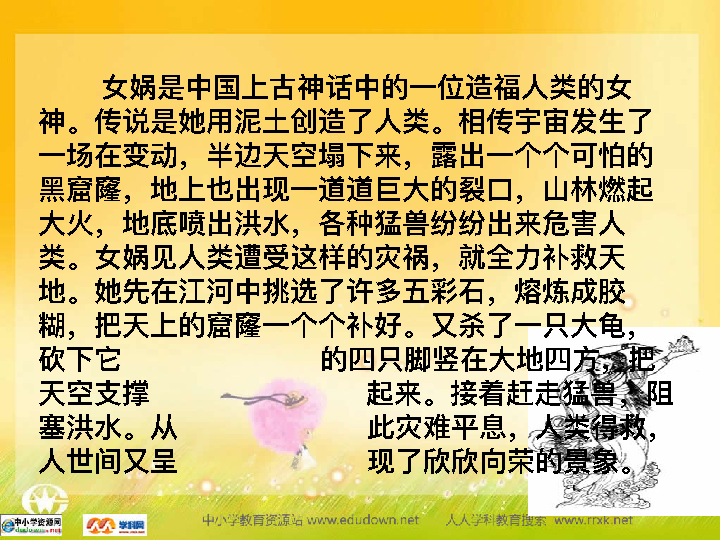 女娲是中国上古神话中的一位造福人类的女
神。传说是她用泥土创造了人类。相传宇宙发生了
一场在变动，半边天空塌下来，露出一个个可怕的
黑窟窿，地上也出现一道道巨大的裂口，山林燃起
大火，地底喷出洪水，各种猛兽纷纷出来危害人
类。女娲见人类遭受这样的灾祸，就全力补救天
地。她先在江河中挑选了许多五彩石，熔炼成胶
糊，把天上的窟窿一个个补好。又杀了一只大龟，
砍下它 的四只脚竖在大地四方，把
天空支撑 起来。接着赶走猛兽，阻
塞洪水。从 此灾难平息，人类得救，
人世间又呈 现了欣欣向荣的景象。
中小学资源网
学科网
中小学教育资源站 www.edudown.net 人人学科教育搜索 www.rrxk.net